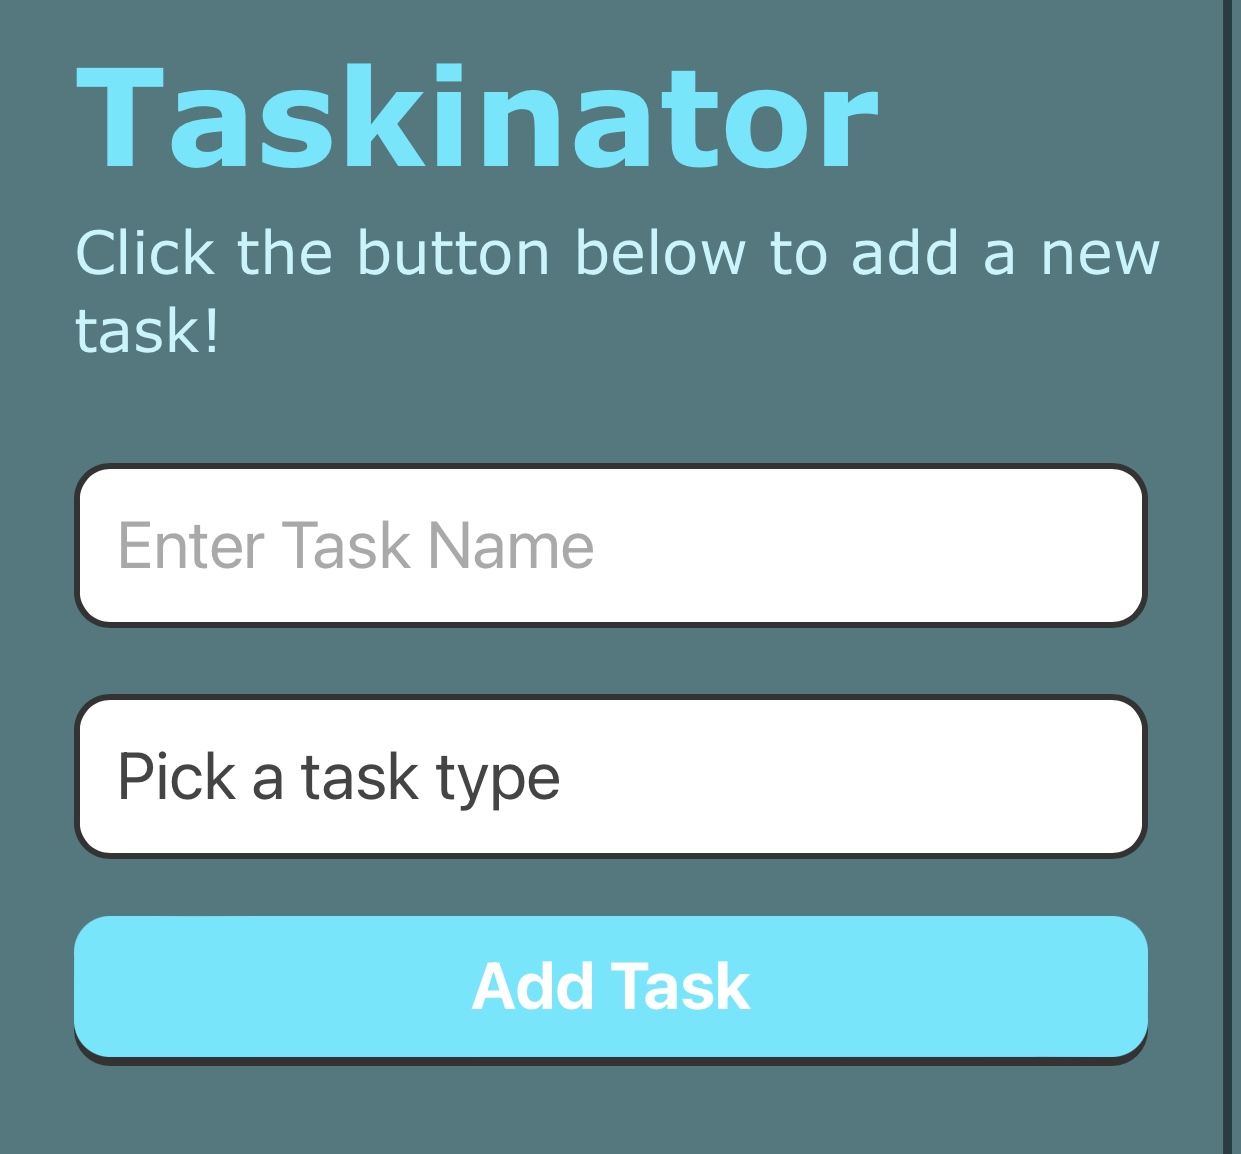 Taskinator
Click the button below to add a new
task!
Enter Task Name
Pick a task type
Add Task